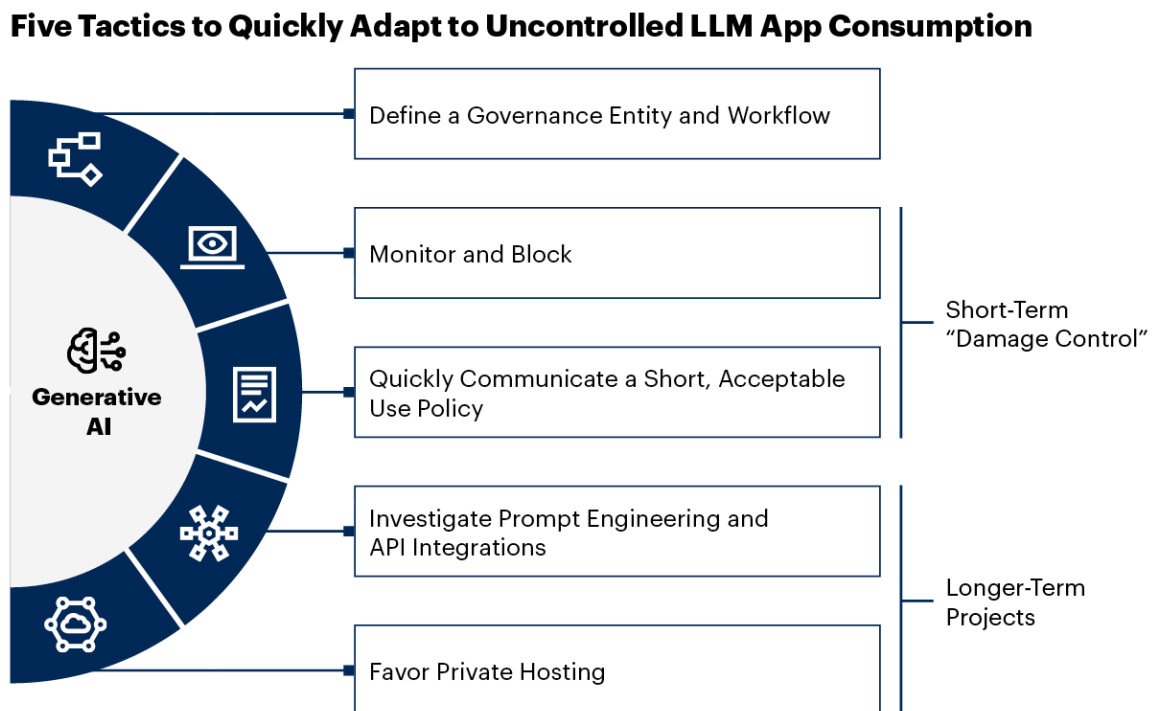 Five Tactics to Quickly Adapt to Uncontrolled LLM App Consumption
Define a Governance Entity and Workflow
Monitor and Block
Short-Term
“Damage Control”
Quickly Communicate a Short, Acceptable
Use Policy
Generative
AI
Investigate Prompt Engineering and
API Integrations
Longer-Term
Projects
Favor Private Hosting